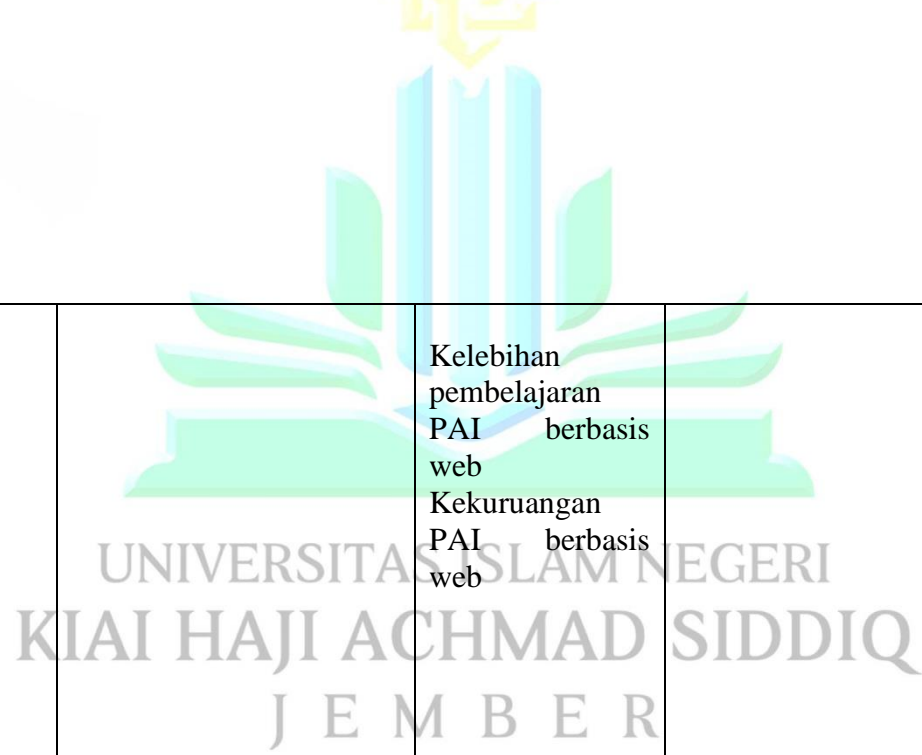 Kelebihan
pembelajaran
PAI berbasis
web
Kekuruangan
PAI berbasis
web
UNIVERSITAS ISLAM NEGERI
KIAI HAJI ACHMAD SIDDIQ
J E M B E R